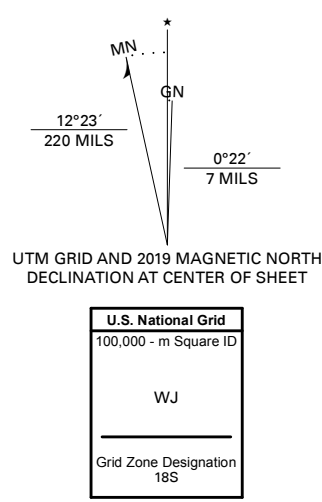 MN
GN
12°23´
220 MILS
0°22´
7 MILS
UTM GRID AND 2019 MAGNETIC NORTH
DECLINATION AT CENTER OF SHEET
U.S. National Grid
100,000 - m Square ID
WJ
Grid Zone Designation
18S